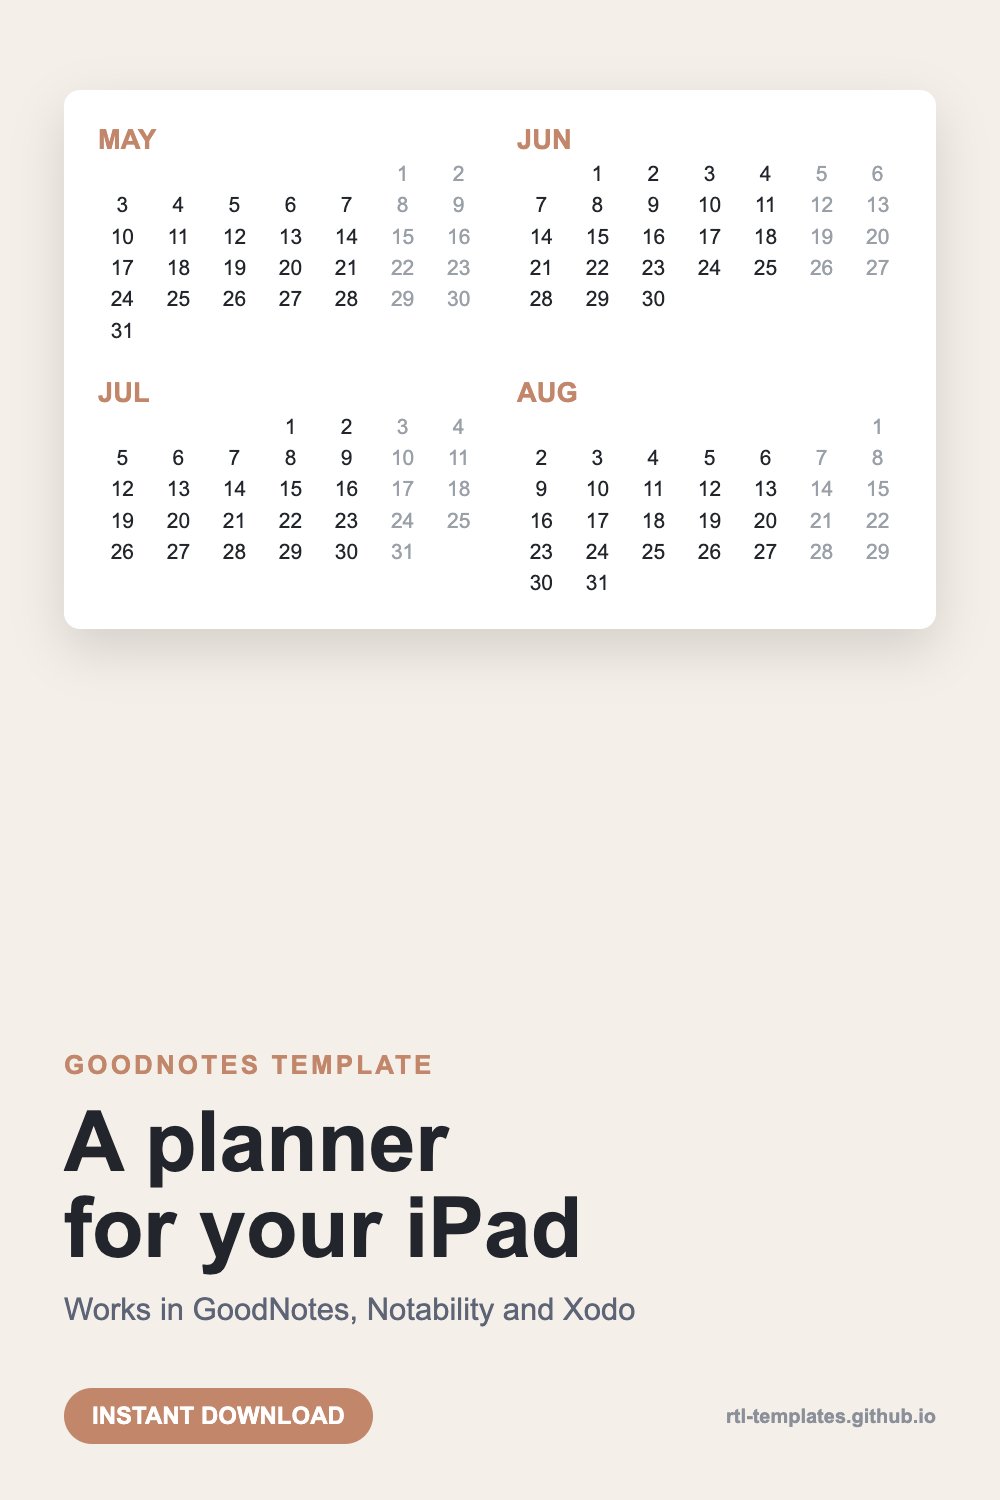 MAY
1 2
3 4 5 6 7 8 9
10 11 12 13 14 15 16
17 18 19 20 21 22 23
24 25 26 27 28 29 30
31
JUN
1 2 3 4 5 6
7 8 9 10 11 12 13
14 15 16 17 18 19 20
21 22 23 24 25 26 27
28 29 30
JUL
1 2 3 4
5 6 7 8 9 10 11
12 13 14 15 16 17 18
19 20 21 22 23 24 25
26 27 28 29 30 31
AUG
1
2 3 4 5 6 7 8
9 10 11 12 13 14 15
16 17 18 19 20 21 22
23 24 25 26 27 28 29
30 31
GOODNOTES TEMPLATE
A planner
for your iPad
Works in GoodNotes, Notability and Xodo
INSTANT DOWNLOAD
rtl-templates.github.io